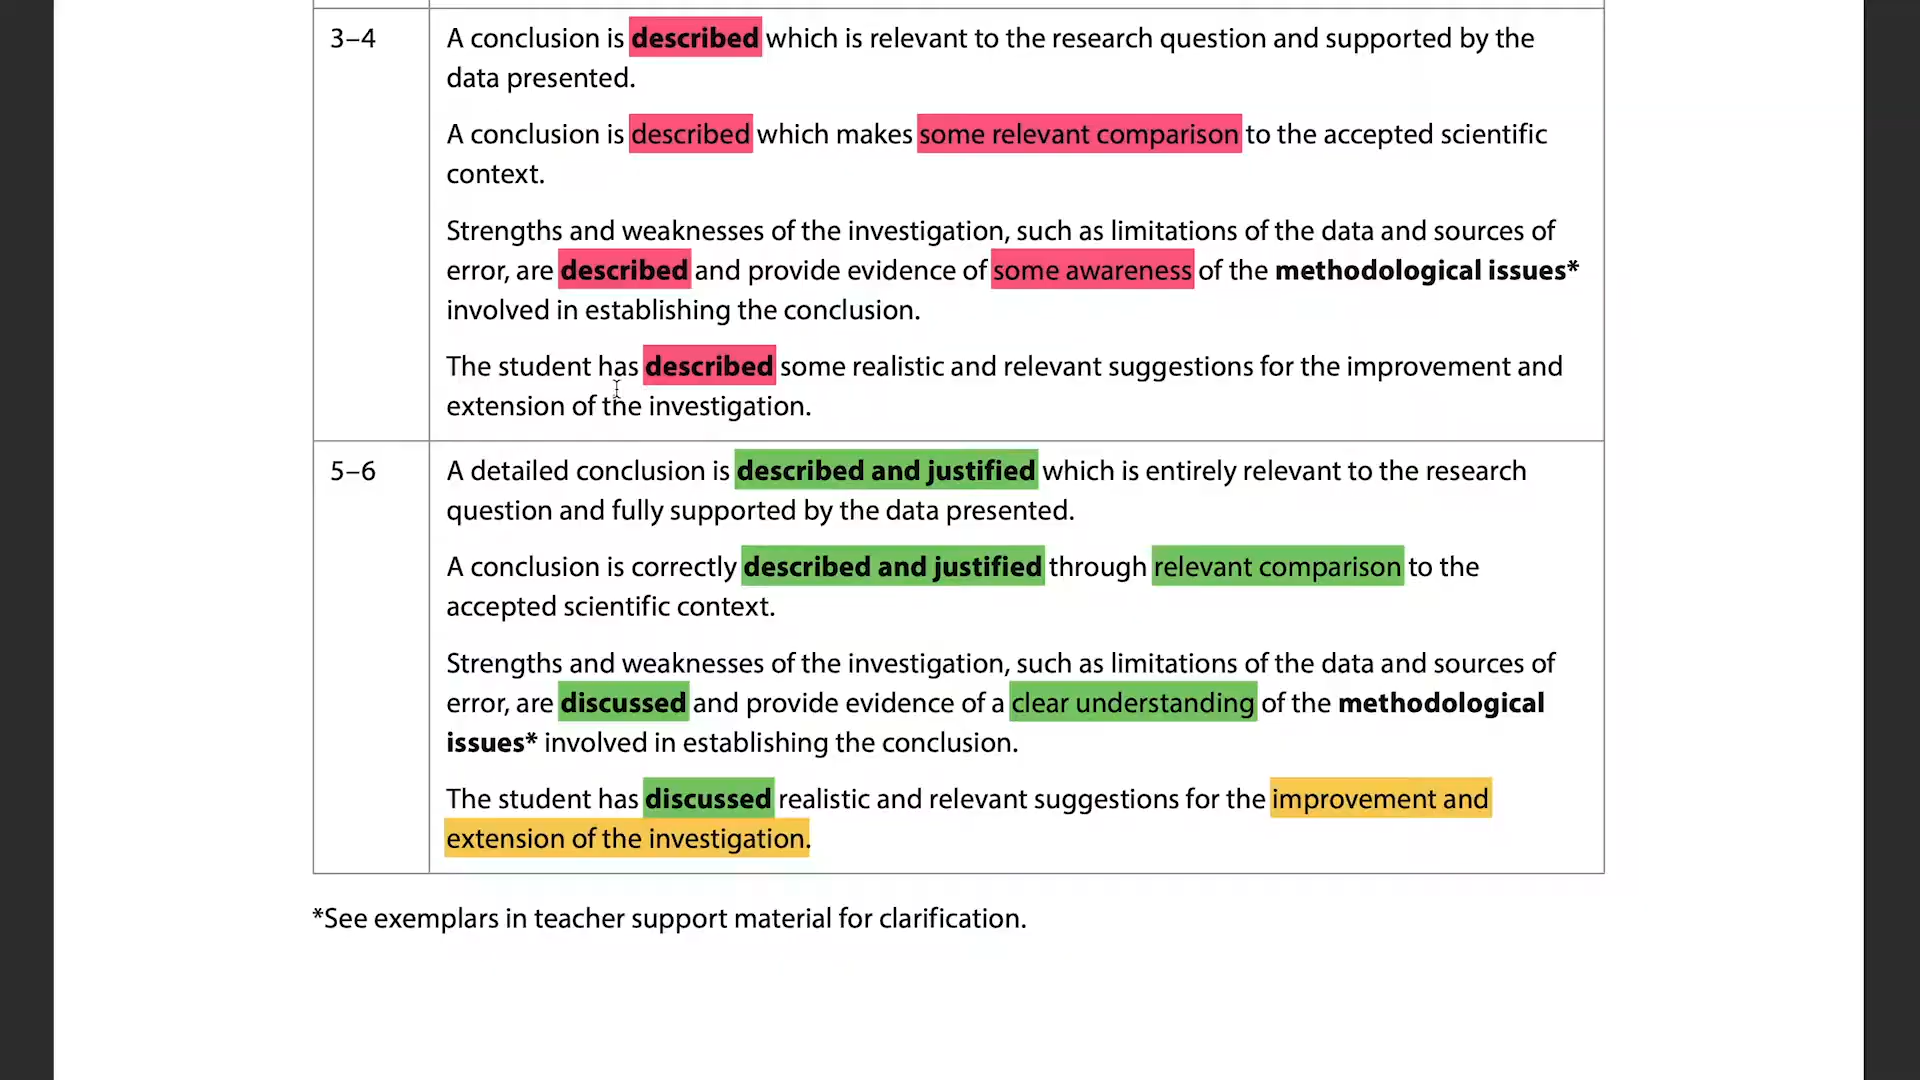 3–4
A conclusion is described which is relevant to the research question and supported by the
data presented.
A conclusion is described which makes some relevant comparison to the accepted scientific
context.
Strengths and weaknesses of the investigation, such as limitations of the data and sources of
error, are described and provide evidence of some awareness of the methodological issues*
involved in establishing the conclusion.
The student has described some realistic and relevant suggestions for the improvement and
extension of the investigation.
5–6
A detailed conclusion is described and justified which is entirely relevant to the research
question and fully supported by the data presented.
A conclusion is correctly described and justified through relevant comparison to the
accepted scientific context.
Strengths and weaknesses of the investigation, such as limitations of the data and sources of
error, are discussed and provide evidence of a clear understanding of the methodological
issues* involved in establishing the conclusion.
The student has discussed realistic and relevant suggestions for the improvement and
extension of the investigation.
*See exemplars in teacher support material for clarification.